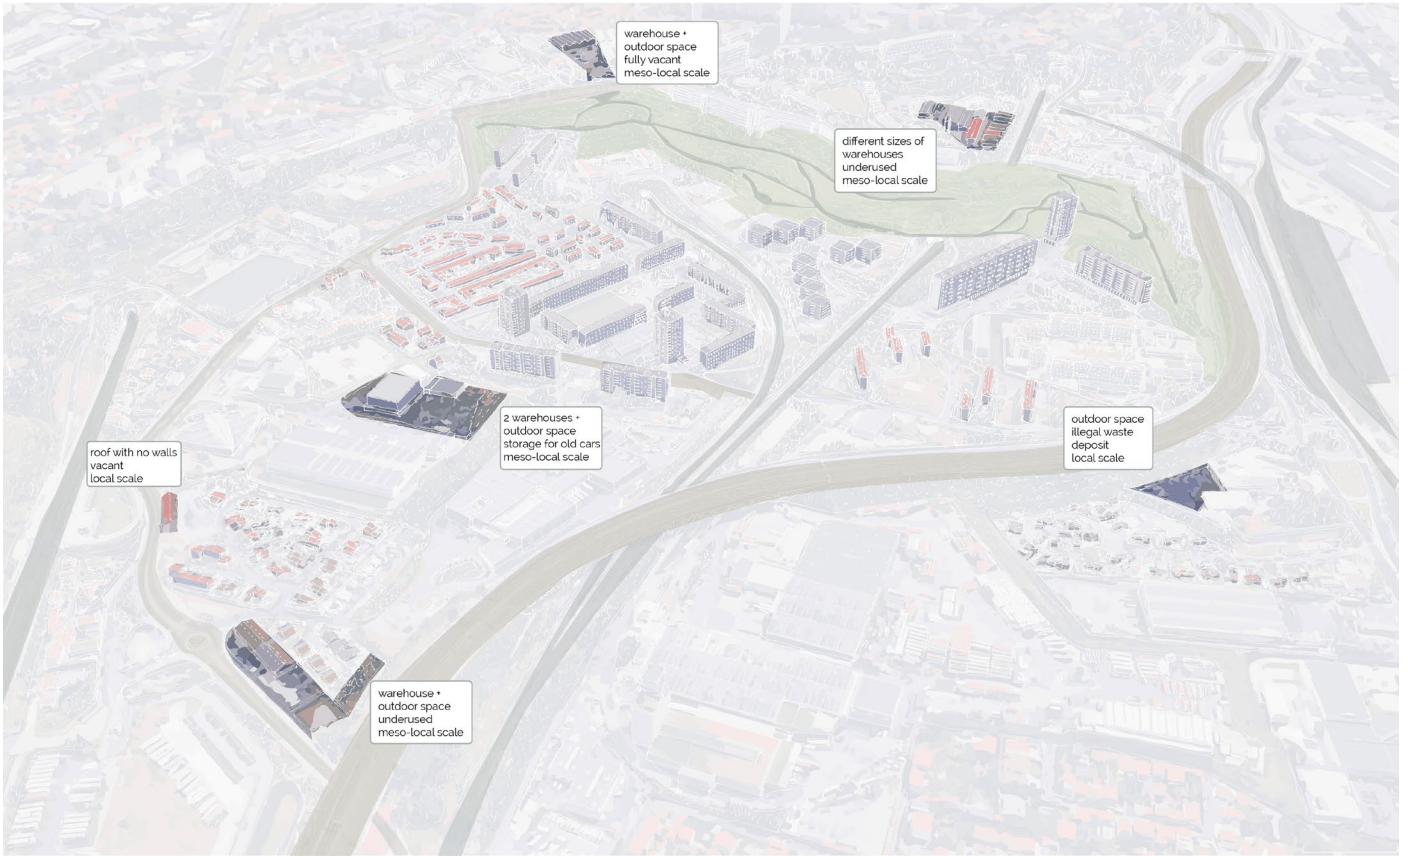 warehouse +
outdoor space
fully vacant
meso-local scale
different sizes of
warehouses
underused
meso-local scale
2 warehouses +
outdoor space
storage for old cars
meso-local scale
outdoor space
illegal waste
deposit
local scale
roof with no walls
vacant
local scale
warehouse +
outdoor space
underused
meso-local scale